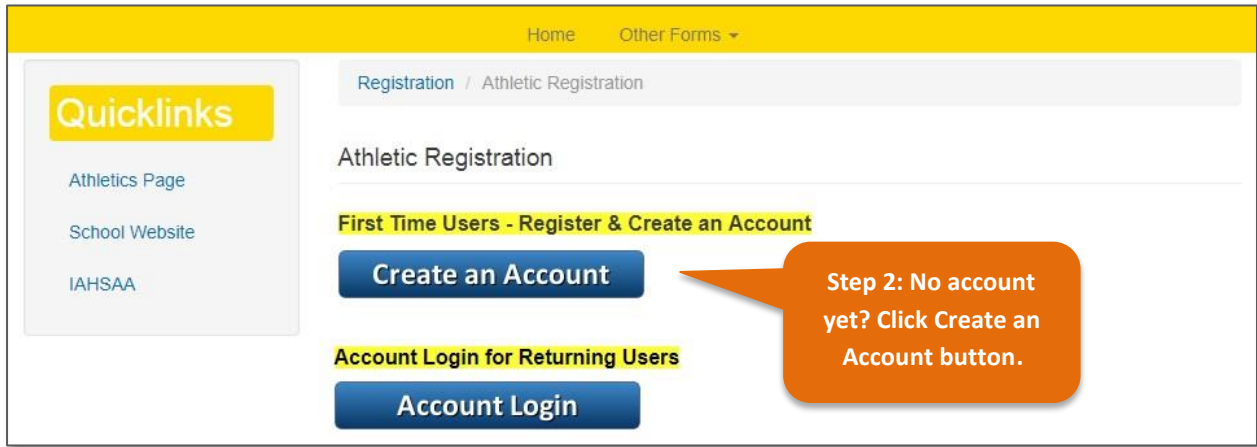 Home Other Forms
Quicklinks
Athletics Page
School Website
IAHSAA
Registration / Athletic Registration
Athletic Registration
First Time Users - Register & Create an Account
Create an Account
Step 2: No account
yet? Click Create an
Account button.
Account Login for Returning Users
Account Login